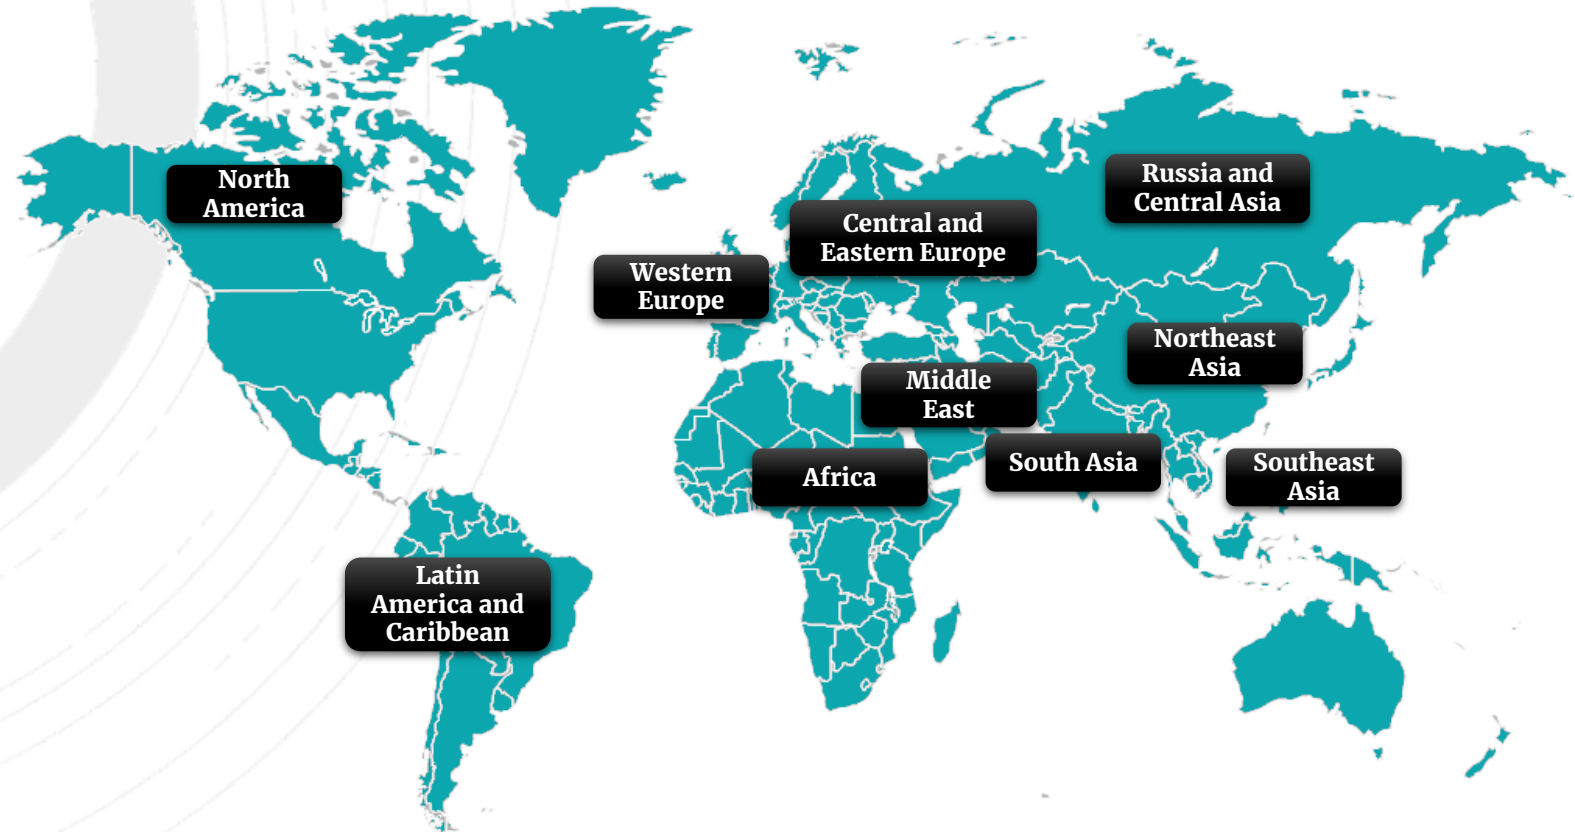 North
America
Russia and
Central Asia
Central and
Eastern Europe
Western
Europe
Northeast
Asia
Middle
East
South Asia
Southeast
Asia
Africa
Latin
America and
Caribbean